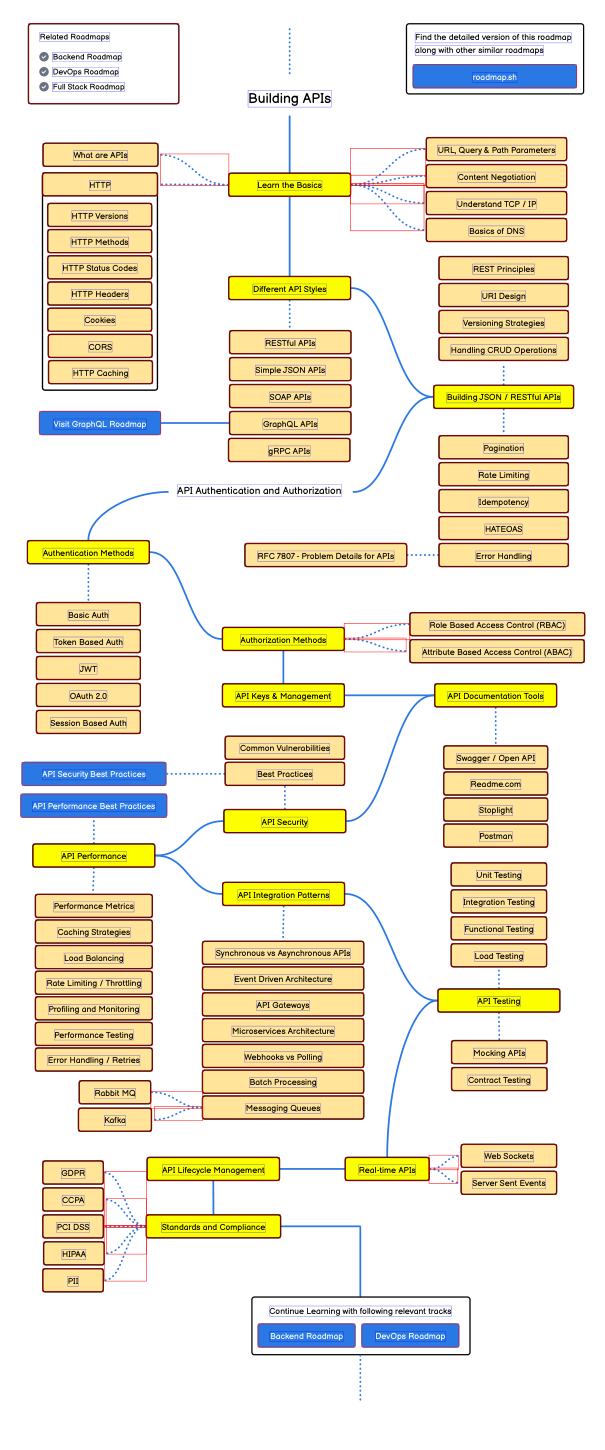 Related Roadmaps
Backend Roadmap
DevOps Roadmap
Full Stack Roadmap
Find the detailed version of this roadmap
along with other similar roadmaps
roadmap.sh
Building APIs
What are APIs
HTTP
HTTP Versions
HTTP Methods
HTTP Status Codes
HTTP Headers
Cookies
CORS
HTTP Caching
Learn the Basics
URL, Query & Path Parameters
Content Negotiation
Understand TCP / IP
Basics of DNS
Different API Styles
RESTful APIs
Simple JSON APIs
SOAP APIs
GraphQL APIs
gRPC APIs
Visit GraphQL Roadmap
REST Principles
URI Design
Versioning Strategies
Handling CRUD Operations
Building JSON / RESTful APIs
Pagination
Rate Limiting
Idempotency
HATEOAS
Error Handling
RFC 7807 - Problem Details for APIs
API Authentication and Authorization
Authentication Methods
Basic Auth
Token Based Auth
JWT
OAuth 2.0
Session Based Auth
Authorization Methods
Role Based Access Control (RBAC)
Attribute Based Access Control (ABAC)
API Keys & Management
API Documentation Tools
Swagger / Open API
Readme.com
Stoplight
Postman
Common Vulnerabilities
Best Practices
API Security Best Practices
API Performance Best Practices
API Security
API Performance
Performance Metrics
Caching Strategies
Load Balancing
Rate Limiting / Throttling
Profiling and Monitoring
Performance Testing
Error Handling / Retries
API Integration Patterns
Synchronous vs Asynchronous APIs
Event Driven Architecture
API Gateways
Microservices Architecture
Webhooks vs Polling
Batch Processing
Messaging Queues
Rabbit MQ
Kafka
Unit Testing
Integration Testing
Functional Testing
Load Testing
API Testing
Mocking APIs
Contract Testing
Real-time APIs
Web Sockets
Server Sent Events
API Lifecycle Management
Standards and Compliance
GDPR
CCPA
PCI DSS
HIPAA
PII
Continue Learning with following relevant tracks
Backend Roadmap
DevOps Roadmap